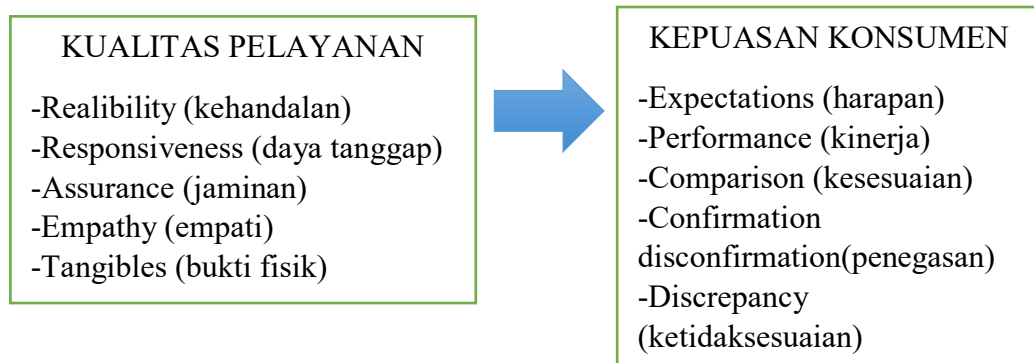 KUALITAS PELAYANAN
-Realibility (kehandalan)
-Responsiveness (daya tanggap)
-Assurance (jaminan)
-Empathy (empati)
-Tangibles (bukti fisik)
KEPUASAN KONSUMEN
-Expectations (harapan)
-Performance (kinerja)
-Comparison (kesesuaian)
-Confirmation
disconfirmation(penegasan)
-Discrepancy
(ketidaksesuaian)